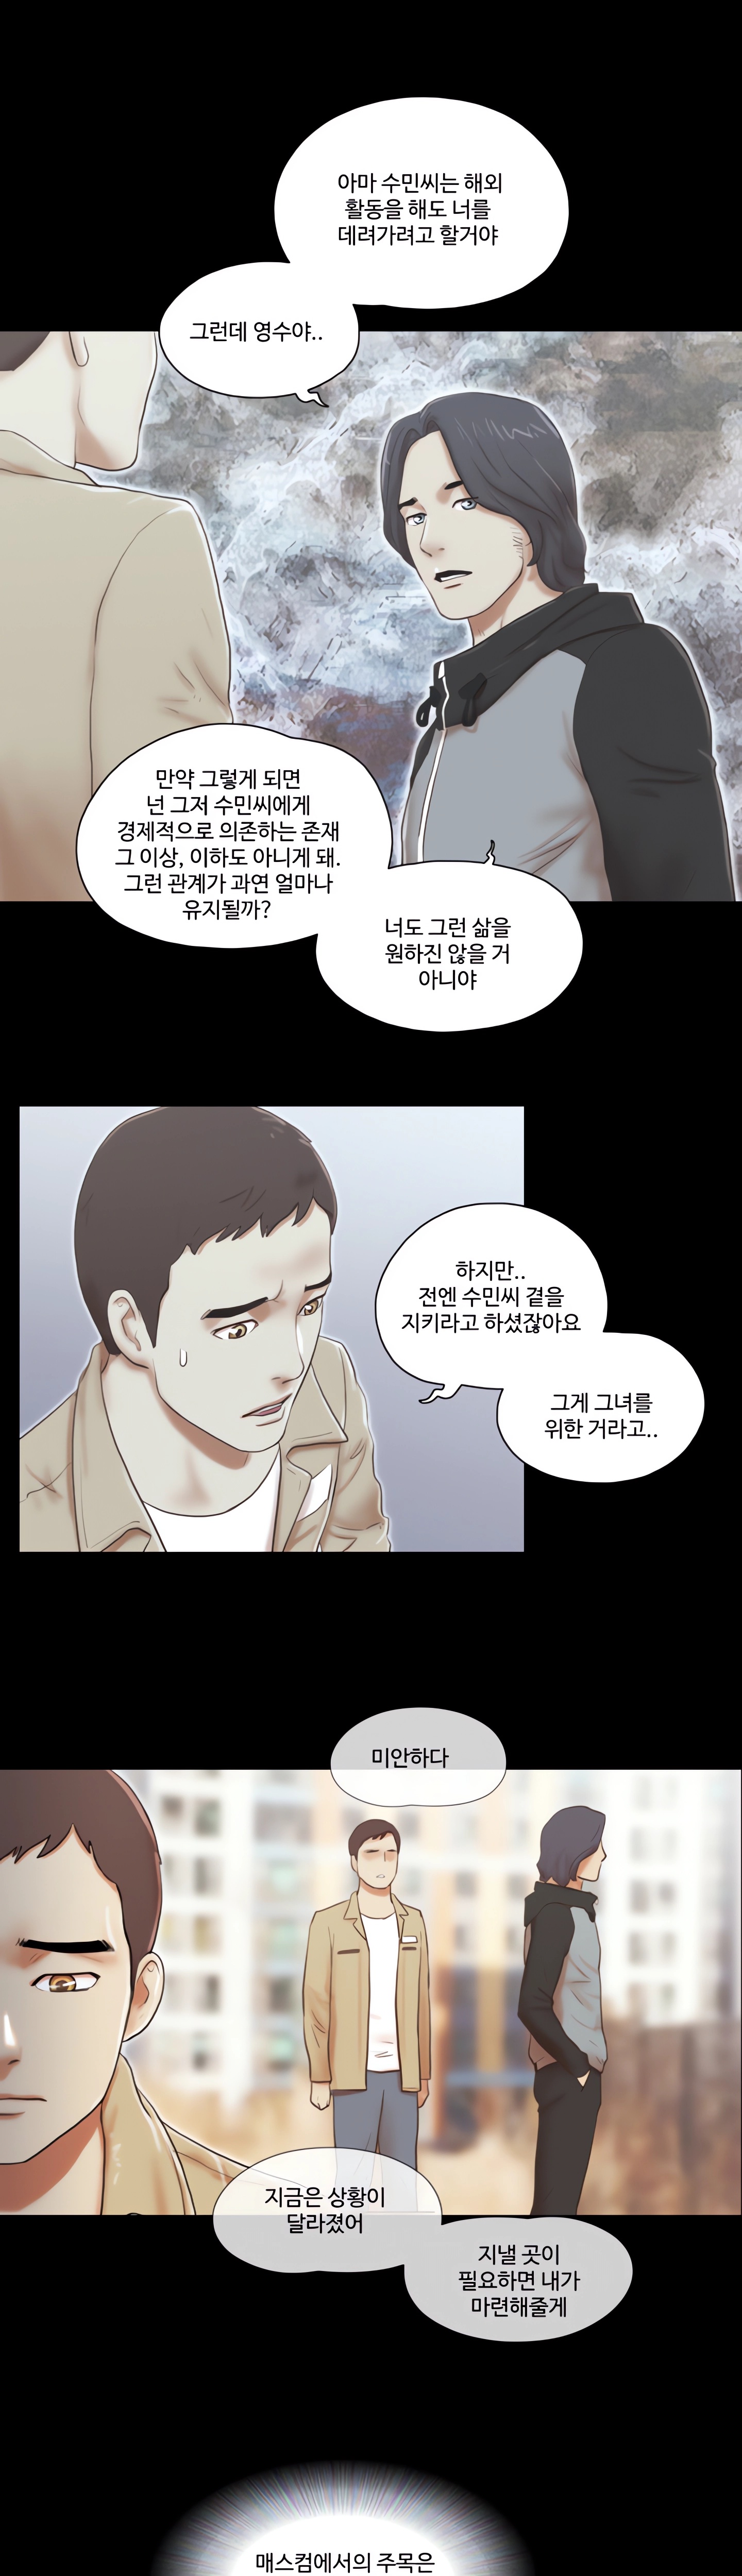 아마 수민씨는 해외
활동을 해도 너를
데려가려고 할거야
그런데 영수야..
만약 그렇게 되면
넌 그저 수민씨에게
경제적으로 의존하는 존재
그 이상, 이하도 아니게 돼.
그런 관계가 과연 얼마나
유지될까?
너도 그런 삶을
원하진 않을 거
아니야
하지만..
전엔 수민씨 곁을
지키라고 하셨잖아요
그게 그녀를
위한 거라고..
미안하다
지금은 상황이
달라졌어
지낼 곳이
필요하면 내가
마련해줄게
매스컴에서의 주목은